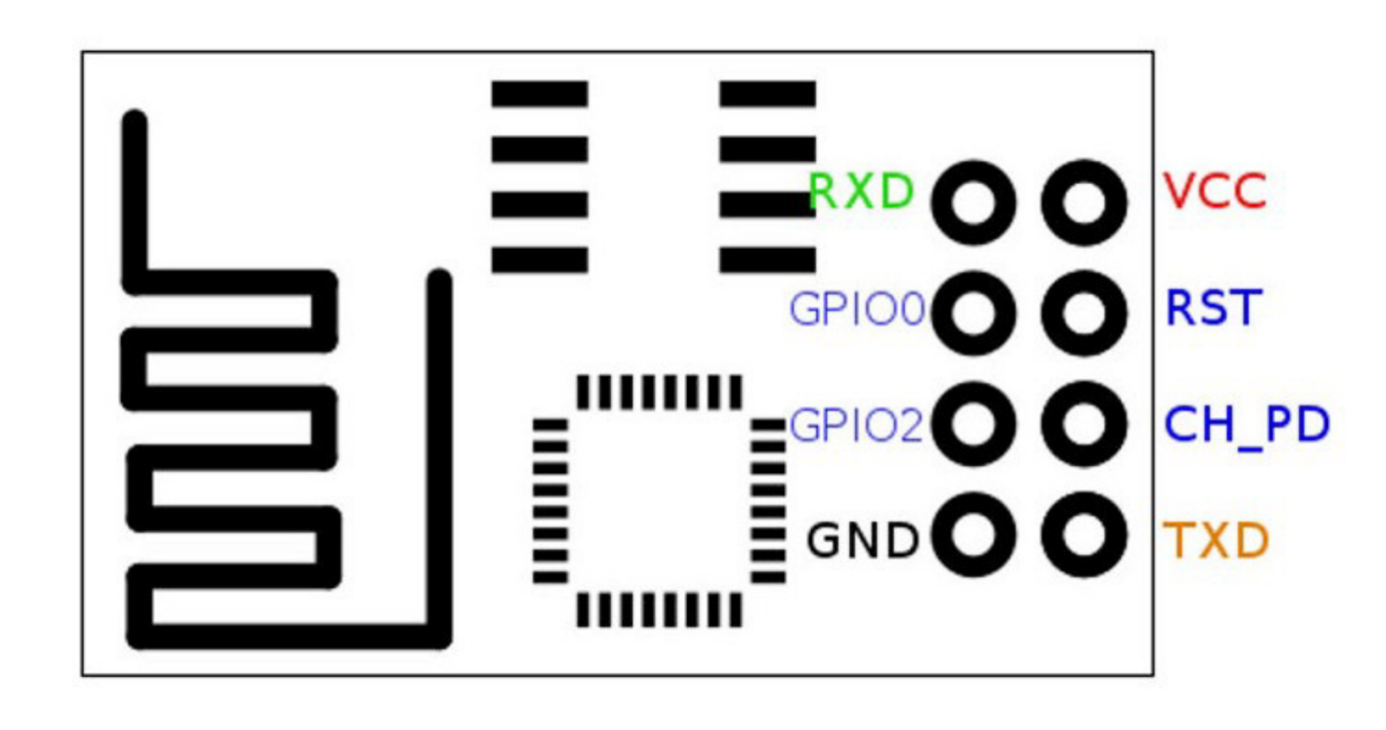 RXD VCC
GPIO0 RST
GPIO2 CH_PD
GND TXD